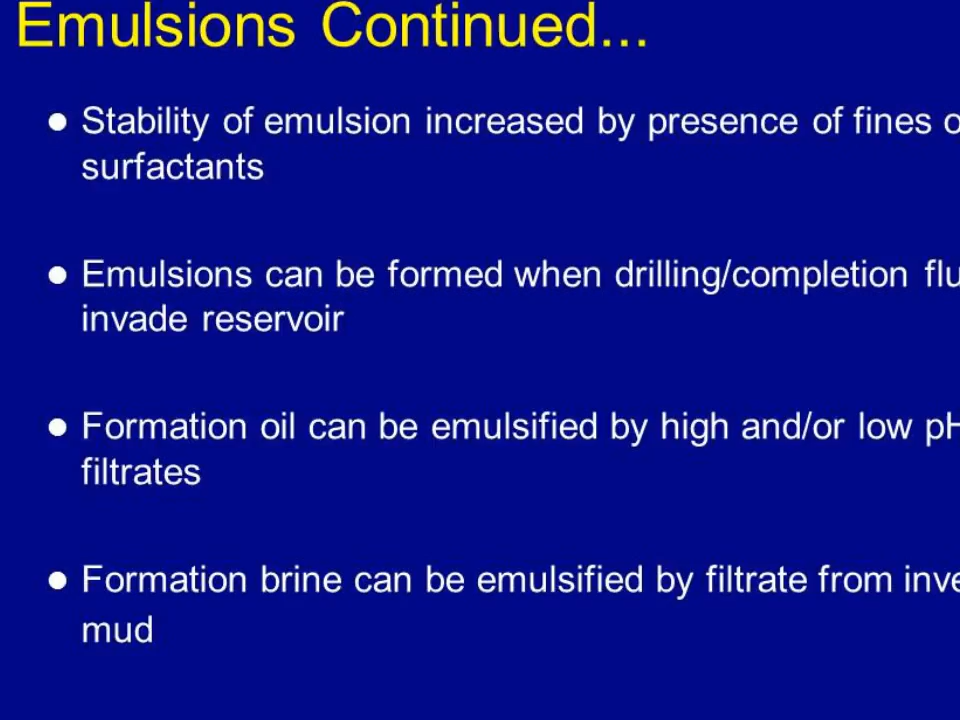 Emulsions Continued...
● Stability of emulsion increased by presence of fines
surfactants
● Emulsions can be formed when drilling/completion
invade reservoir
● Formation oil can be emulsified by high and/or low pH
filtrates
● Formation brine can be emulsified by filtrate from
mud